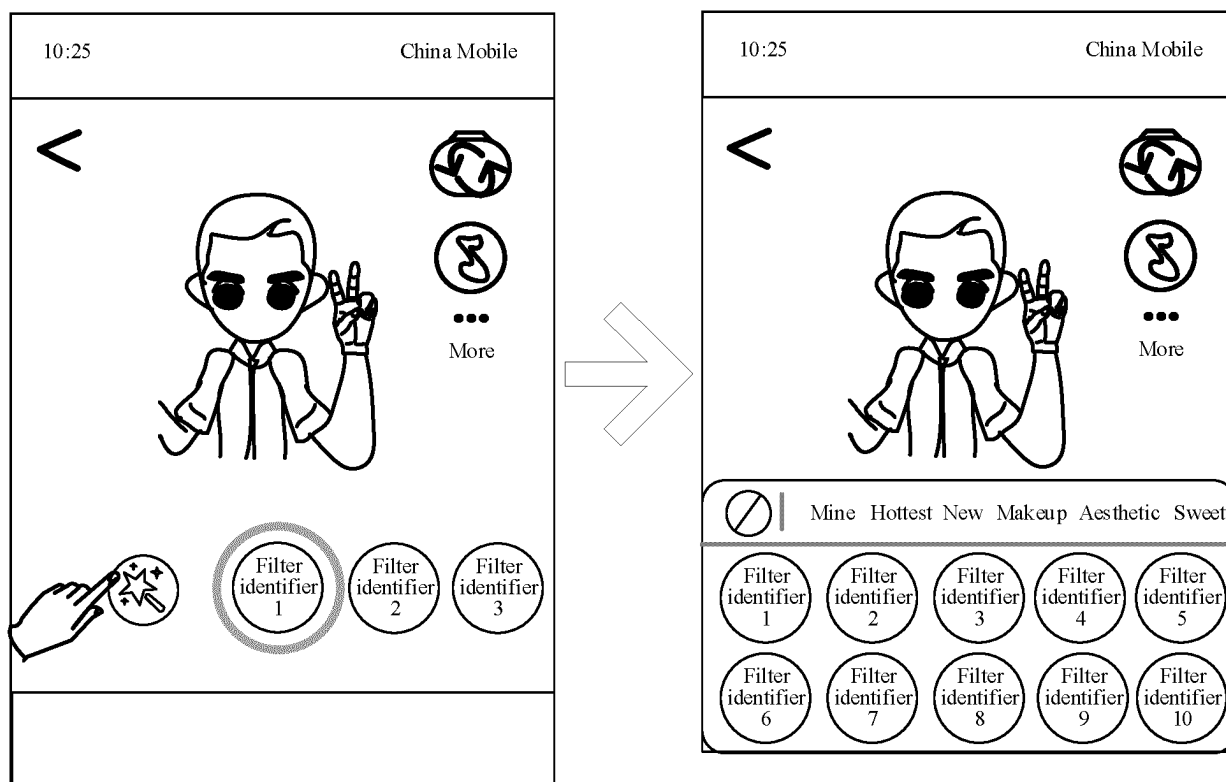 10:25 China Mobile
More
Filter identifier 1
Filter identifier 2
Filter identifier 3
10:25 China Mobile
More
Mine Hottest New Makeup Aesthetic Sweet
Filter identifier 1
Filter identifier 2
Filter identifier 3
Filter identifier 4
Filter identifier 5
Filter identifier 6
Filter identifier 7
Filter identifier 8
Filter identifier 9
Filter identifier 10